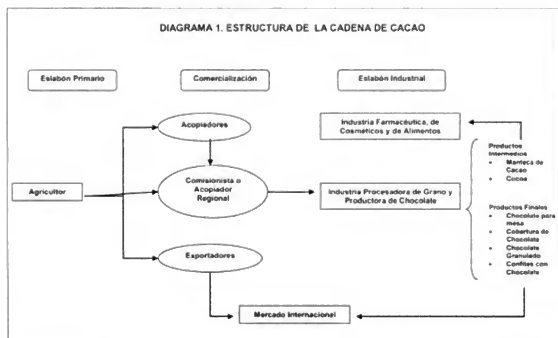 DIAGRAMA 1. ESTRUCTURA DE LA CADENA DE CACAO
Eslabón Primario
Comercialización
Eslabón Industrial
Acopiadores
Industria Farmacéutica, de
Cosméticos y de Alimentos
Productos
Intermedios
• Manteca de
Cacao
• Cocoa
Comisionista o
Acopiador
Regional
Agricultor
Industria Procesadora de Grano y
Productora de Chocolate
Productos Finales
• Chocolate para
mesa
• Cobertura de
Chocolate
• Chocolate
Granulado
• Confites con
Chocolate
Exportadores
Mercado Internacional